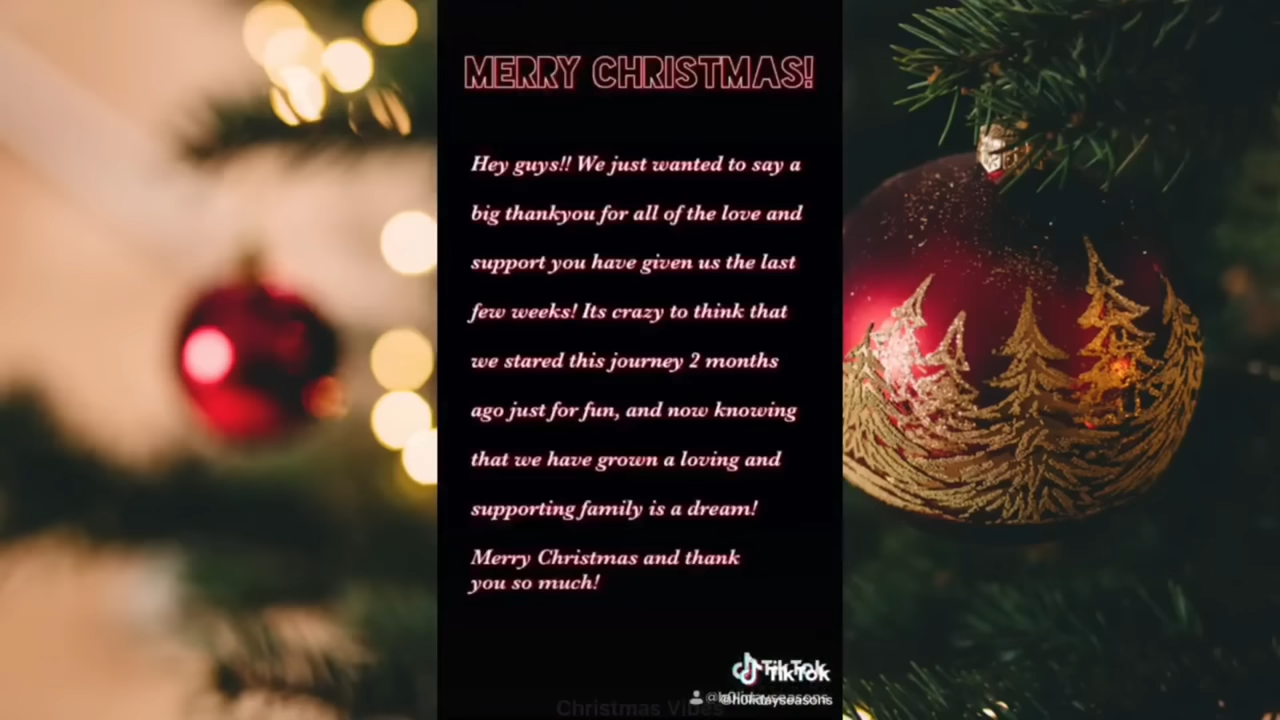 MERRY CHRISTMAS!
Hey guys!! We just wanted to say a
big thankyou for all of the love and
support you have given us the last
few weeks! Its crazy to think that
we stared this journey 2 months
ago just for fun, and now knowing
that we have grown a loving and
supporting family is a dream!
Merry Christmas and thank
you so much!
TikTok
@h0lidayseasons
Christmas Vibes